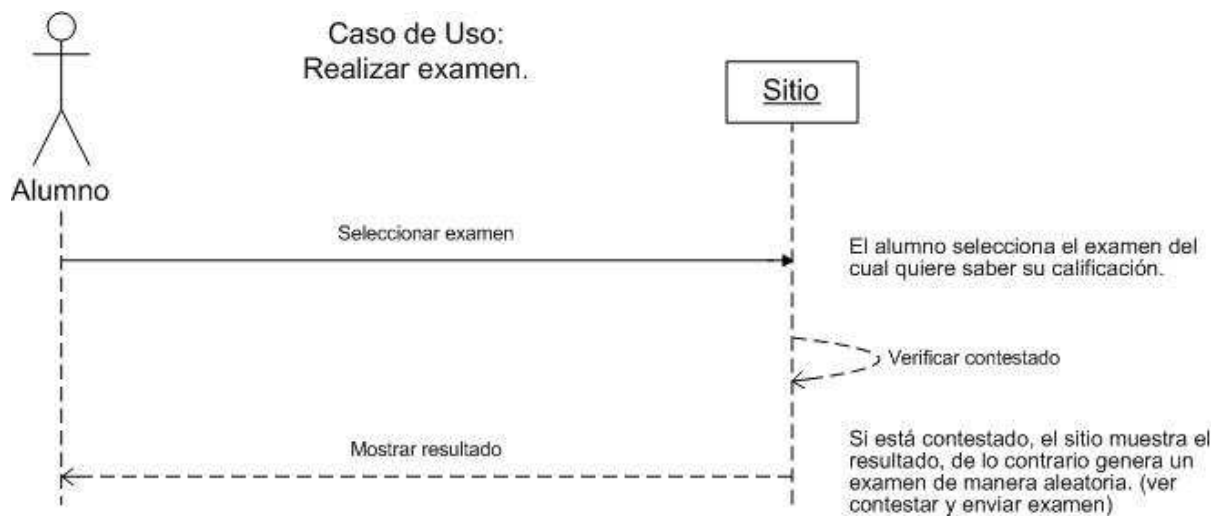 Caso de Uso:
Realizar examen.
Sitio
Alumno
Seleccionar examen
El alumno selecciona el examen del
cual quiere saber su calificación.
Verificar contestado
Mostrar resultado
Si está contestado, el sitio muestra el
resultado, de lo contrario genera un
examen de manera aleatoria. (ver
contestar y enviar examen)